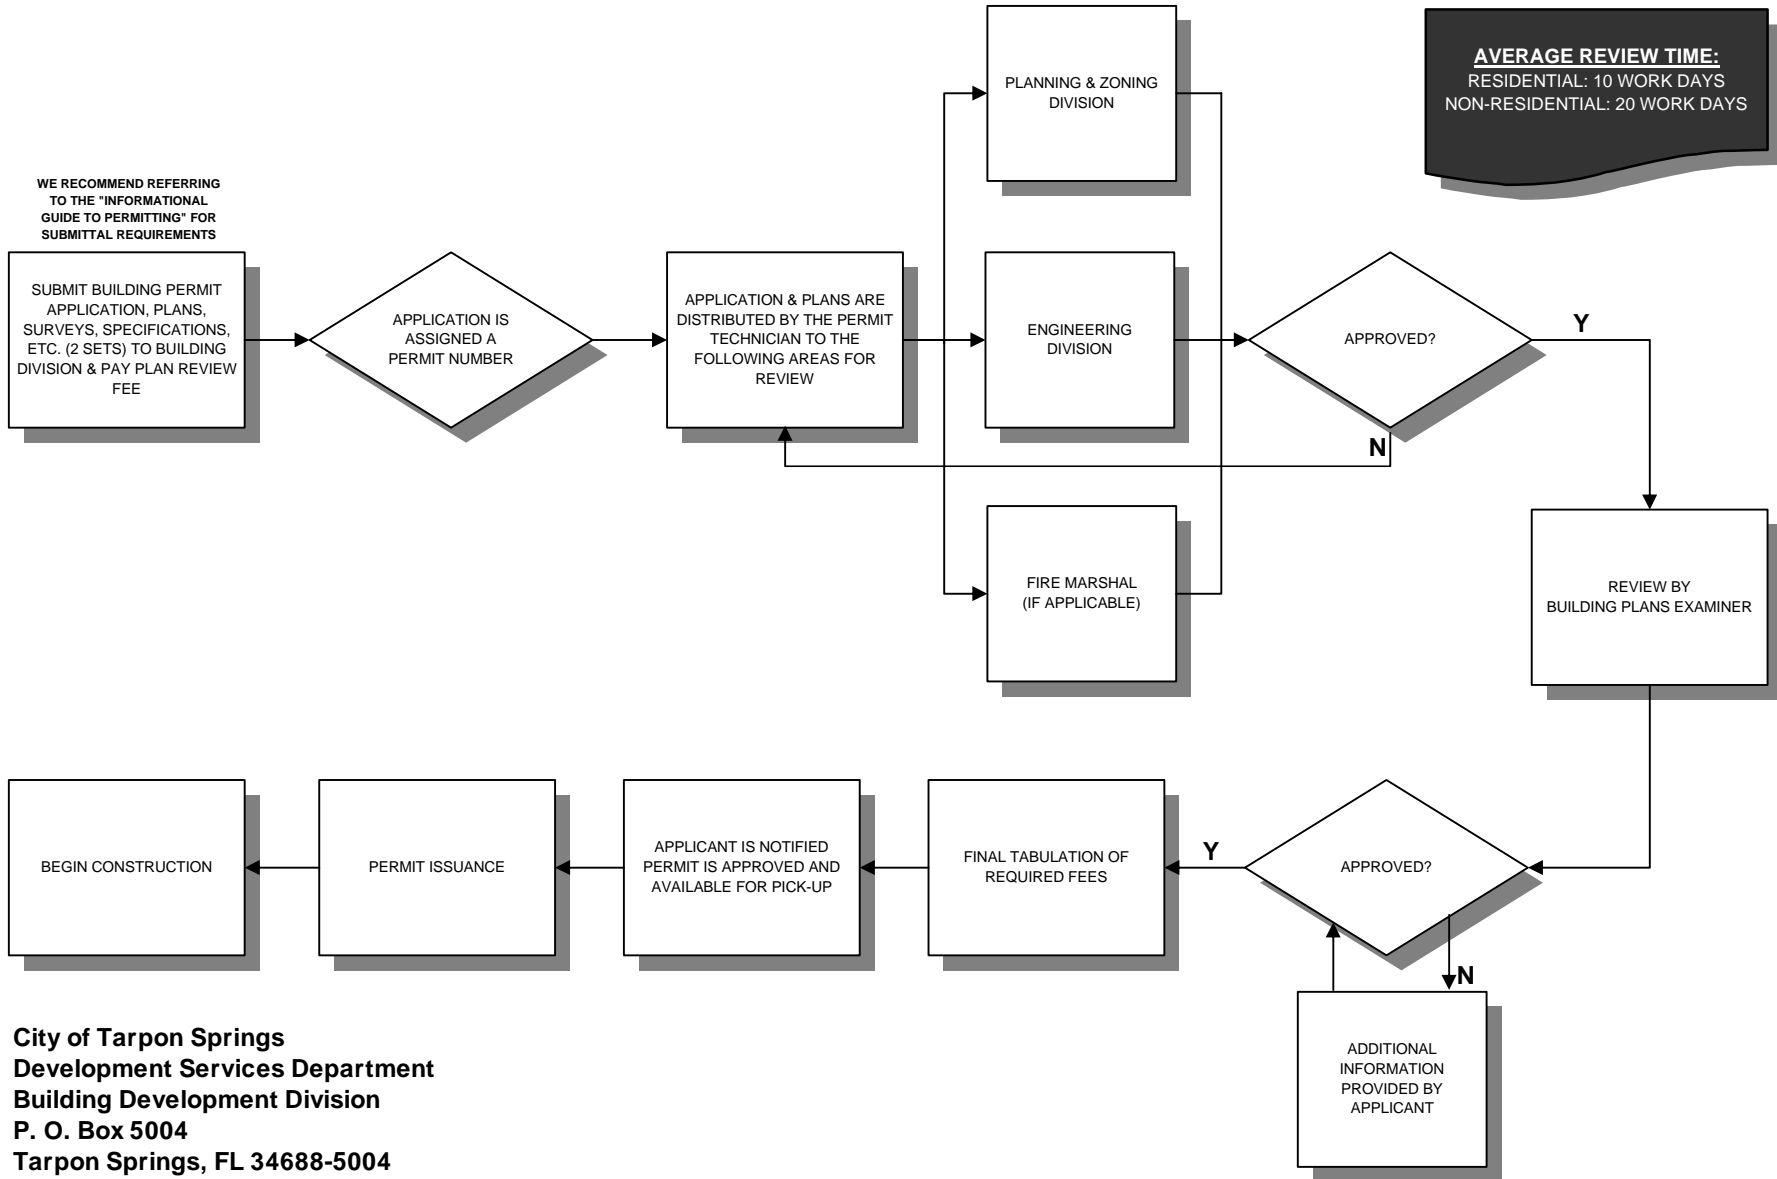 WE RECOMMEND REFERRING
TO THE "INFORMATIONAL
GUIDE TO PERMITTING" FOR
SUBMITTAL REQUIREMENTS
SUBMIT BUILDING PERMIT
APPLICATION, PLANS,
SURVEYS, SPECIFICATIONS,
ETC. (2 SETS) TO BUILDING
DIVISION & PAY PLAN REVIEW
FEE
APPLICATION IS
ASSIGNED A
PERMIT NUMBER
APPLICATION & PLANS ARE
DISTRIBUTED BY THE PERMIT
TECHNICIAN TO THE
FOLLOWING AREAS FOR
REVIEW
PLANNING & ZONING
DIVISION
ENGINEERING
DIVISION
FIRE MARSHAL
(IF APPLICABLE)
AVERAGE REVIEW TIME:
RESIDENTIAL: 10 WORK DAYS
NON-RESIDENTIAL: 20 WORK DAYS
APPROVED?
Y
N
REVIEW BY
BUILDING PLANS EXAMINER
APPROVED?
Y
N
ADDITIONAL
INFORMATION
PROVIDED BY
APPLICANT
FINAL TABULATION OF
REQUIRED FEES
APPLICANT IS NOTIFIED
PERMIT IS APPROVED AND
AVAILABLE FOR PICK-UP
PERMIT ISSUANCE
BEGIN CONSTRUCTION
City of Tarpon Springs
Development Services Department
Building Development Division
P. O. Box 5004
Tarpon Springs, FL 34688-5004